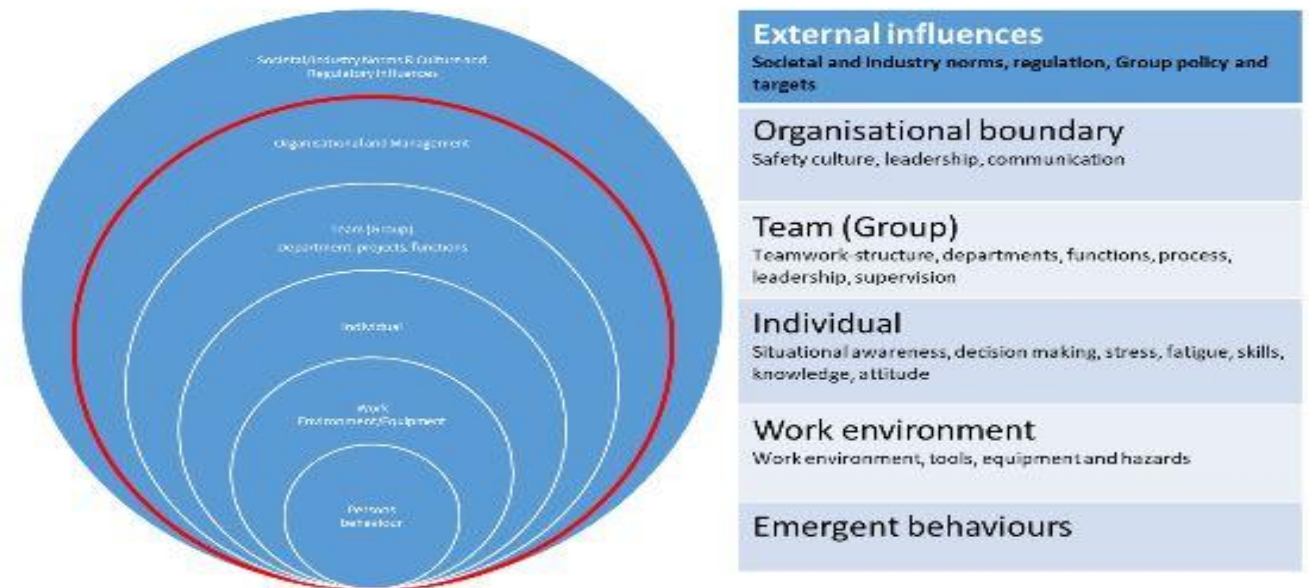 Societal/Industry Norms & Culture and
Regulatory Influences
Organisational and Management
Team (Group)
Department, projects, functions
Individual
Work
Environment/Equipment
Persons
behaviour
External influences
Societal and industry norms, regulation, Group policy and
targets
Organisational boundary
Safety culture, leadership, communication
Team (Group)
Teamwork-structure, departments, functions, process,
leadership, supervision
Individual
Situational awareness, decision making, stress, fatigue, skills,
knowledge, attitude
Work environment
Work environment, tools, equipment and hazards
Emergent behaviours